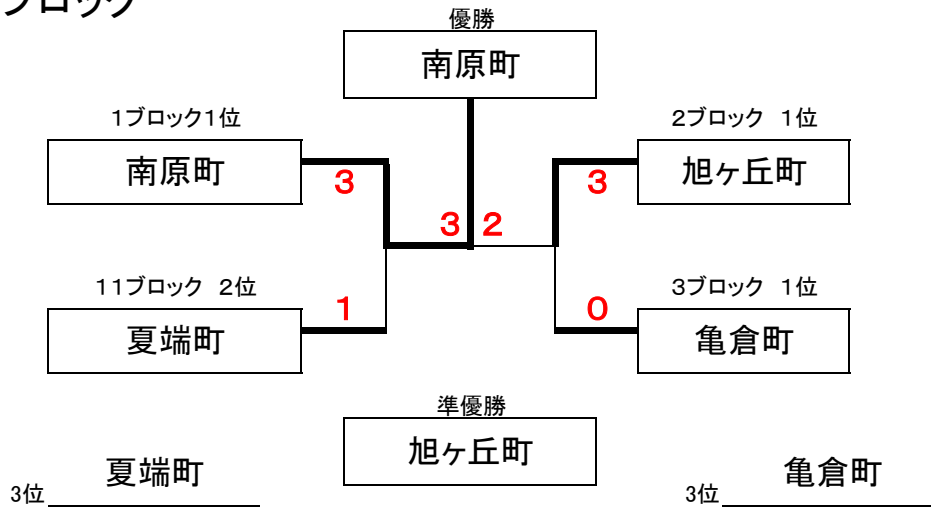 ブロック
優勝
南原町
1ブロック1位
2ブロック 1位
南原町
旭ヶ丘町
3
3
3 2
11ブロック 2位
3ブロック 1位
1
0
夏端町
亀倉町
準優勝
旭ヶ丘町
3位 夏端町
3位 亀倉町